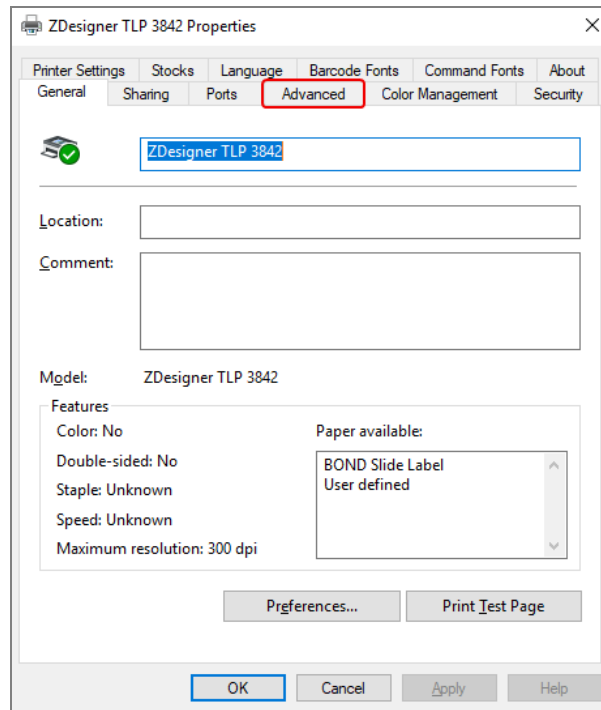 ZDesigner TLP 3842 Properties
Printer Settings Stocks Language Barcode Fonts Command Fonts About
General Sharing Ports Advanced Color Management Security
ZDesigner TLP 3842
Location:
Comment:
Model: ZDesigner TLP 3842
Features
Color: No
Paper available:
Double-sided: No
BOND Slide Label
User defined
Staple: Unknown
Speed: Unknown
Maximum resolution: 300 dpi
Preferences... Print Test Page
OK Cancel Apply Help